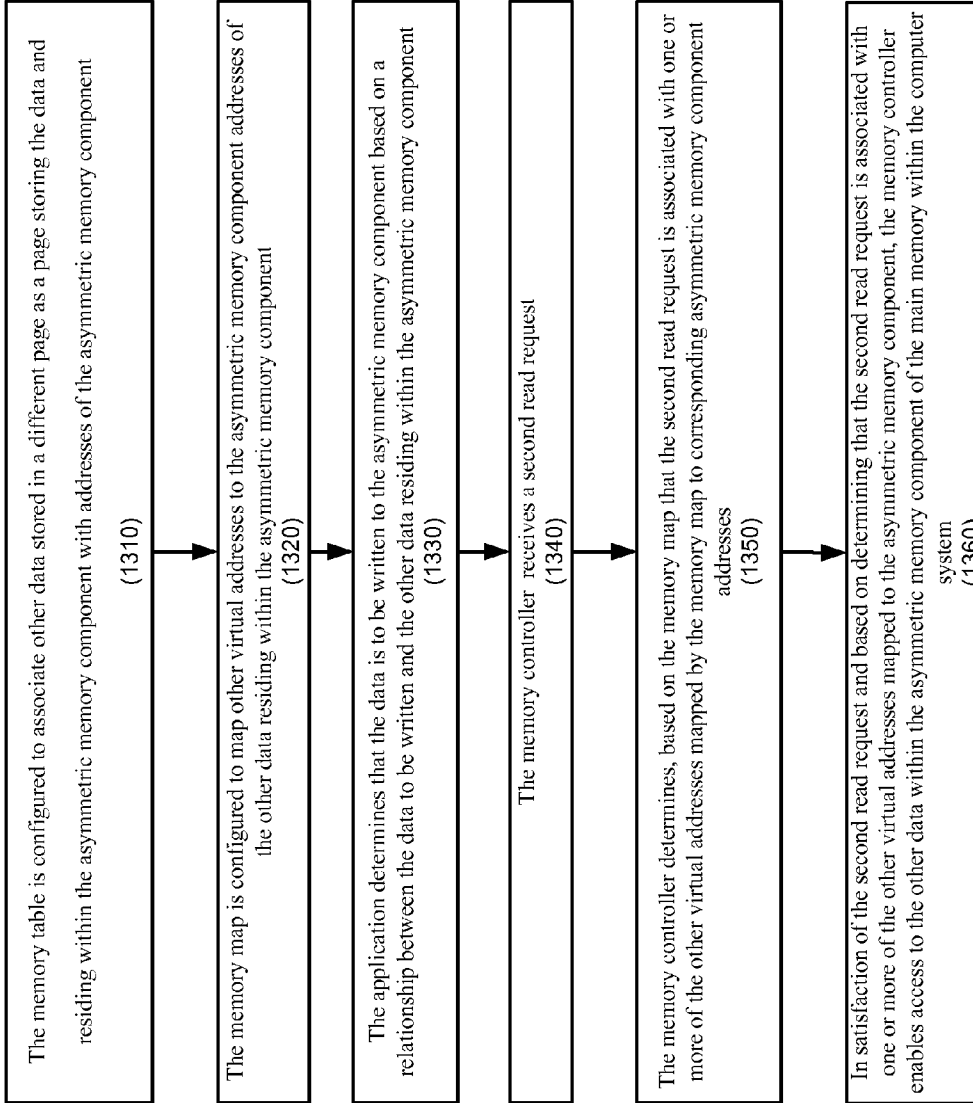 The memory table is configured to associate other data stored in a different page as a page storing the data and
residing within the asymmetric memory component with addresses of the asymmetric memory component
(1310)
The memory map is configured to map other virtual addresses to the asymmetric memory component addresses of
the other data residing within the asymmetric memory component
(1320)
The application determines that the data is to be written to the asymmetric memory component based on a
relationship between the data to be written and the other data residing within the asymmetric memory component
(1330)
The memory controller receives a second read request
(1340)
The memory controller determines, based on the memory map that the second read request is associated with one or
more of the other virtual addresses mapped by the memory map to corresponding asymmetric memory component
addresses
(1350)
In satisfaction of the second read request and based on determining that the second read request is associated with
one or more of the other virtual addresses mapped to the asymmetric memory component, the memory controller
enables access to the other data within the asymmetric memory component of the main memory within the computer
system
(1360)